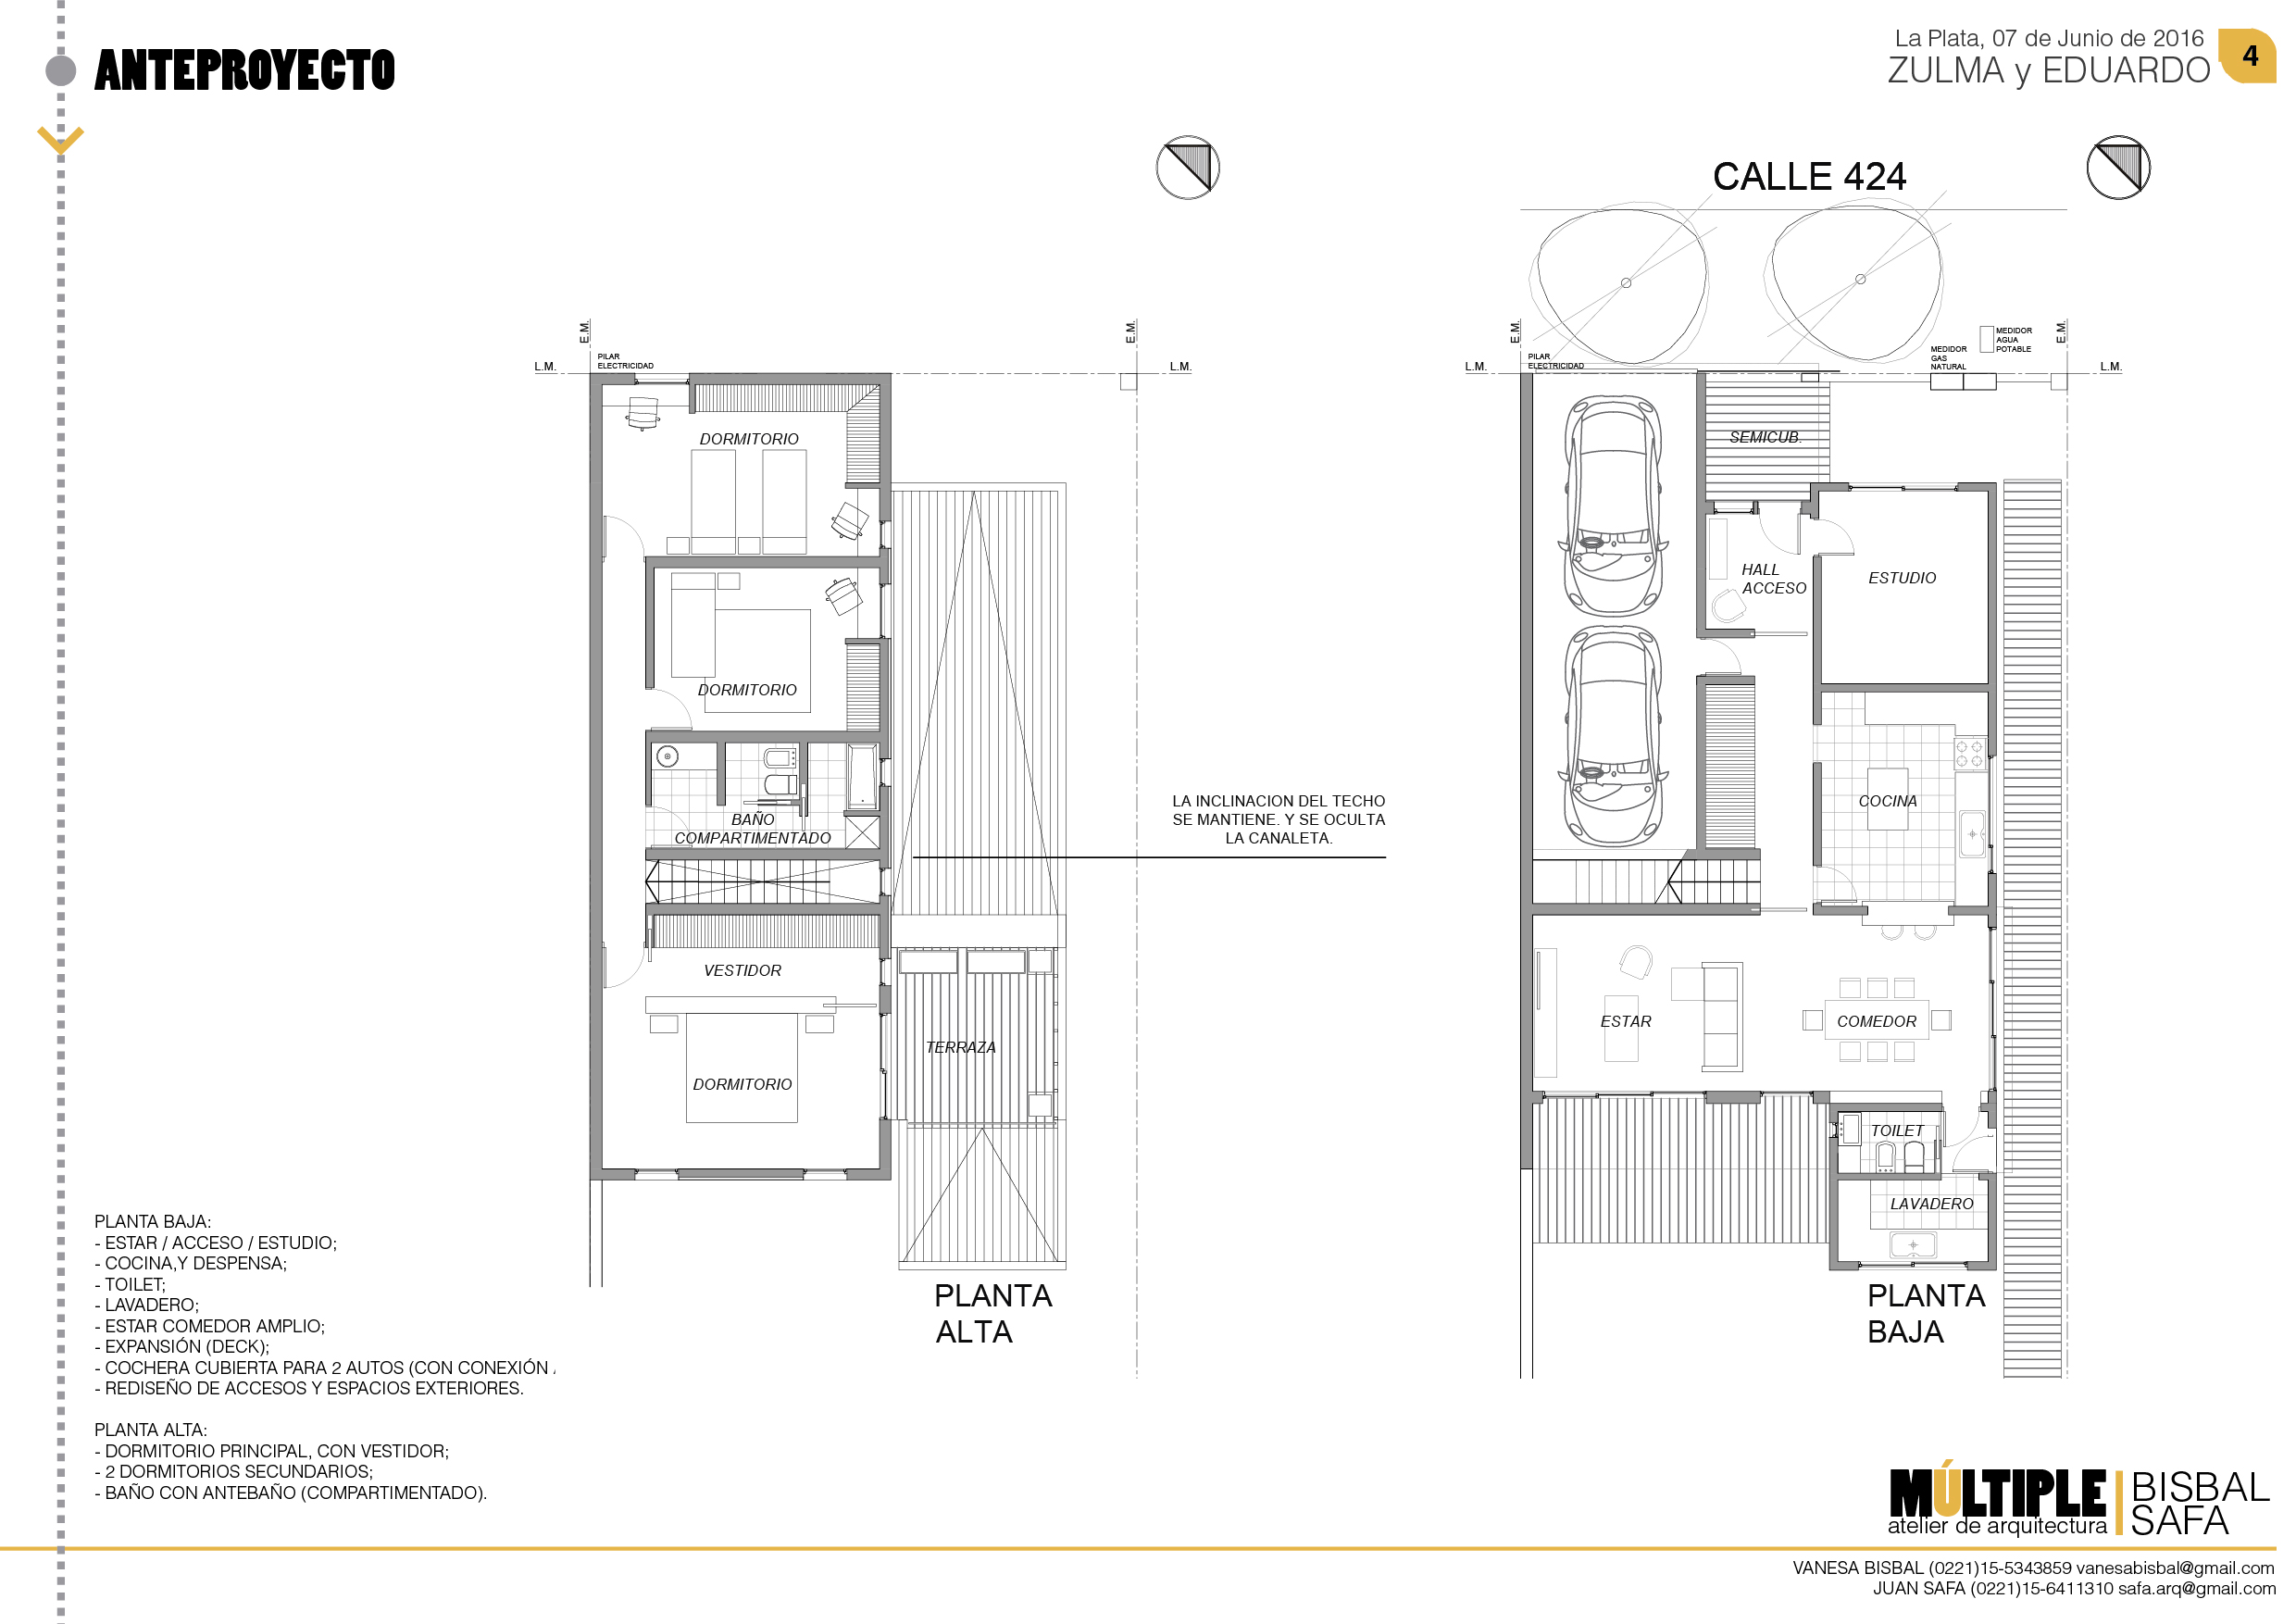 ANTEPROYECTO
La Plata, 07 de Junio de 2016
ZULMA y EDUARDO
4
CALLE 424
E.M.
E.M.
L.M.
PILAR
ELECTRICIDAD
L.M.
DORMITORIO
DORMITORIO
BAÑO
COMPARTIMENTADO
VESTIDOR
DORMITORIO
TERRAZA
LA INCLINACION DEL TECHO
SE MANTIENE. Y SE OCULTA
LA CANALETA.
PLANTA
ALTA
E.M.
E.M.
L.M.
PILAR
ELECTRICIDAD
MEDIDOR
GAS
NATURAL
MEDIDOR
AGUA
POTABLE
L.M.
SEMICUB.
HALL
ACCESO
ESTUDIO
COCINA
ESTAR
COMEDOR
TOILET
LAVADERO
PLANTA
BAJA
PLANTA BAJA:
- ESTAR / ACCESO / ESTUDIO;
- COCINA,Y DESPENSA;
- TOILET;
- LAVADERO;
- ESTAR COMEDOR AMPLIO;
- EXPANSIÓN (DECK);
- COCHERA CUBIERTA PARA 2 AUTOS (CON CONEXIÓN
- REDISEÑO DE ACCESOS Y ESPACIOS EXTERIORES.
PLANTA ALTA:
- DORMITORIO PRINCIPAL, CON VESTIDOR;
- 2 DORMITORIOS SECUNDARIOS;
- BAÑO CON ANTEBAÑO (COMPARTIMENTADO).
MÚLTIPLE
atelier de arquitectura
BISBAL
SAFA
VANESA BISBAL (0221)15-5343859 vanesabisbal@gmail.com
JUAN SAFA (0221)15-6411310 safa.arq@gmail.com